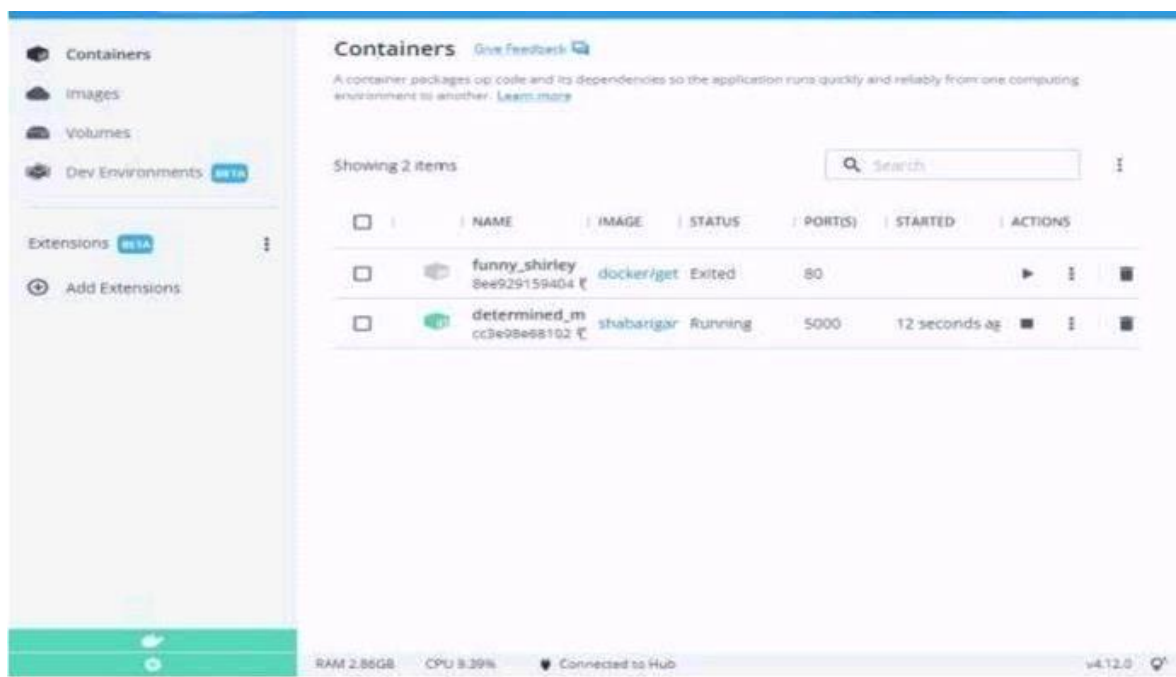 Containers
Images
Volumes
Dev Environments BETA
Extensions BETA
Add Extensions
Containers Give Feedback
A container packages up code and its dependencies so the application runs quickly and reliably from one computing
environment to another. Learn more
Showing 2 items
Search
NAME IMAGE STATUS PORT(S) STARTED ACTIONS
funny_shirley docker/get Exited 80
8ee929159404
determined_m shabarigar Running 5000 12 seconds ag
cc3e98e68102
RAM 2.86GB CPU 9.39% Connected to Hub v4.12.0